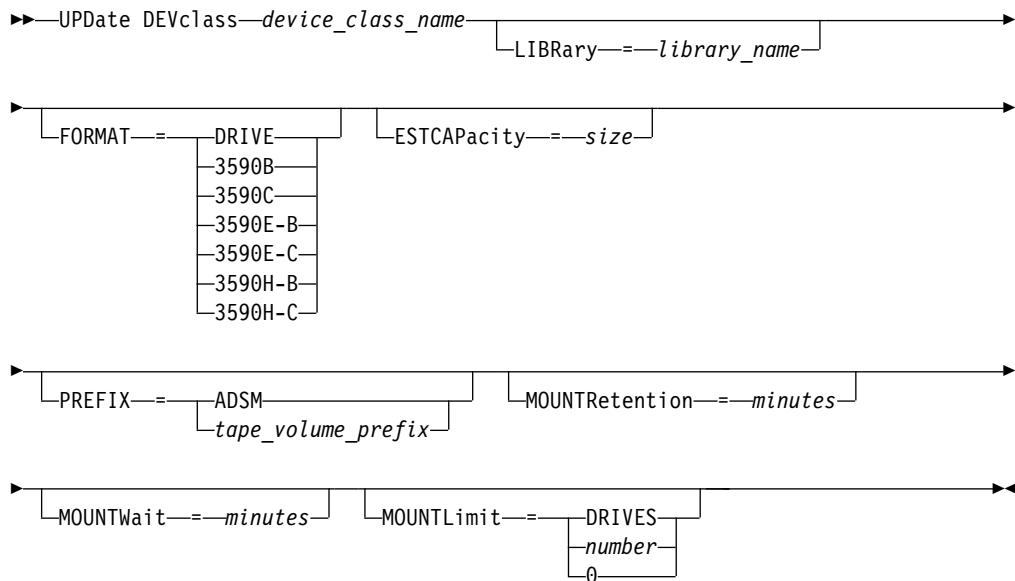 UPDate DEVclass device_class_name
LIBRary = library_name
FORMAT = DRIVE
3590B
3590C
3590E-B
3590E-C
3590H-B
3590H-C
ESTCAPacity = size
PREFIX = ADSM
tape_volume_prefix
MOUNTRetention = minutes
MOUNTWait = minutes
MOUNTLimit = DRIVES
number
0